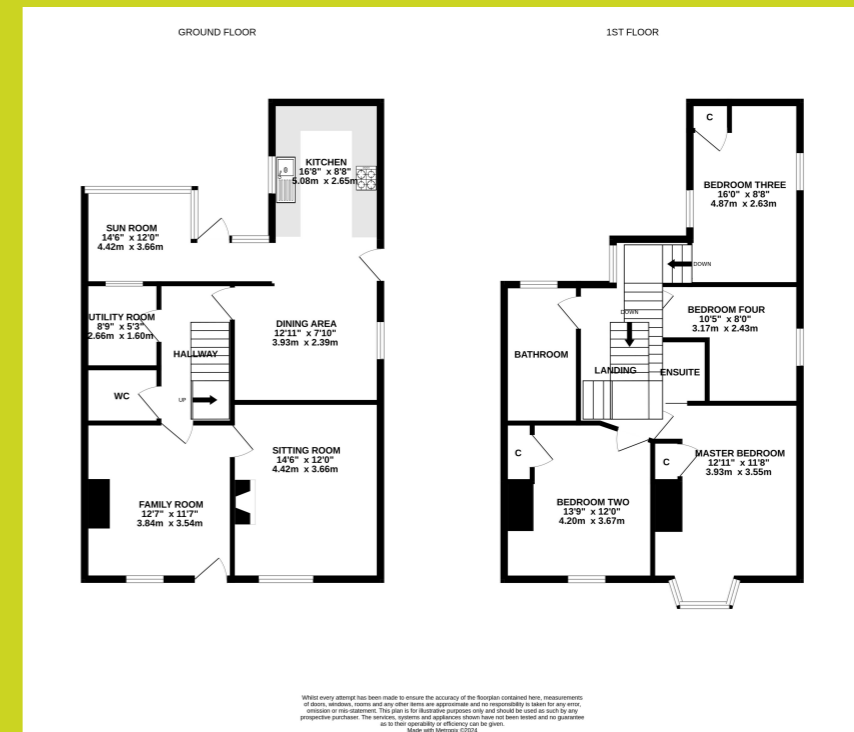 GROUND FLOOR
1ST FLOOR
KITCHEN
16'8" x 8'8"
5.08m x 2.65m
SUN ROOM
14'6" x 12'0"
4.42m x 3.66m
UTILITY ROOM
8'9" x 5'3"
2.66m x 1.60m
DINING AREA
12'11" x 7'10"
3.93m x 2.39m
HALLWAY
WC
UP
SITTING ROOM
14'6" x 12'0"
4.42m x 3.66m
FAMILY ROOM
12'7" x 11'7"
3.84m x 3.54m
C
BEDROOM THREE
16'0" x 8'8"
4.87m x 2.63m
DOWN
BEDROOM FOUR
10'5" x 8'0"
3.17m x 2.43m
DOWN
BATHROOM
LANDING
ENSUITE
C
C
MASTER BEDROOM
12'11" x 11'8"
3.93m x 3.55m
BEDROOM TWO
13'9" x 12'0"
4.20m x 3.67m
Whilst every attempt has been made to ensure the accuracy of the floorplan contained here, measurements
of doors, windows, rooms and any other items are approximate and no responsibility is taken for any error,
omission or mis-statement. This plan is for illustrative purposes only and should be used as such by any
prospective purchaser. The services, systems and appliances shown have not been tested and no guarantee
as to their operability or efficiency can be given.
Made with Metropix ©2024